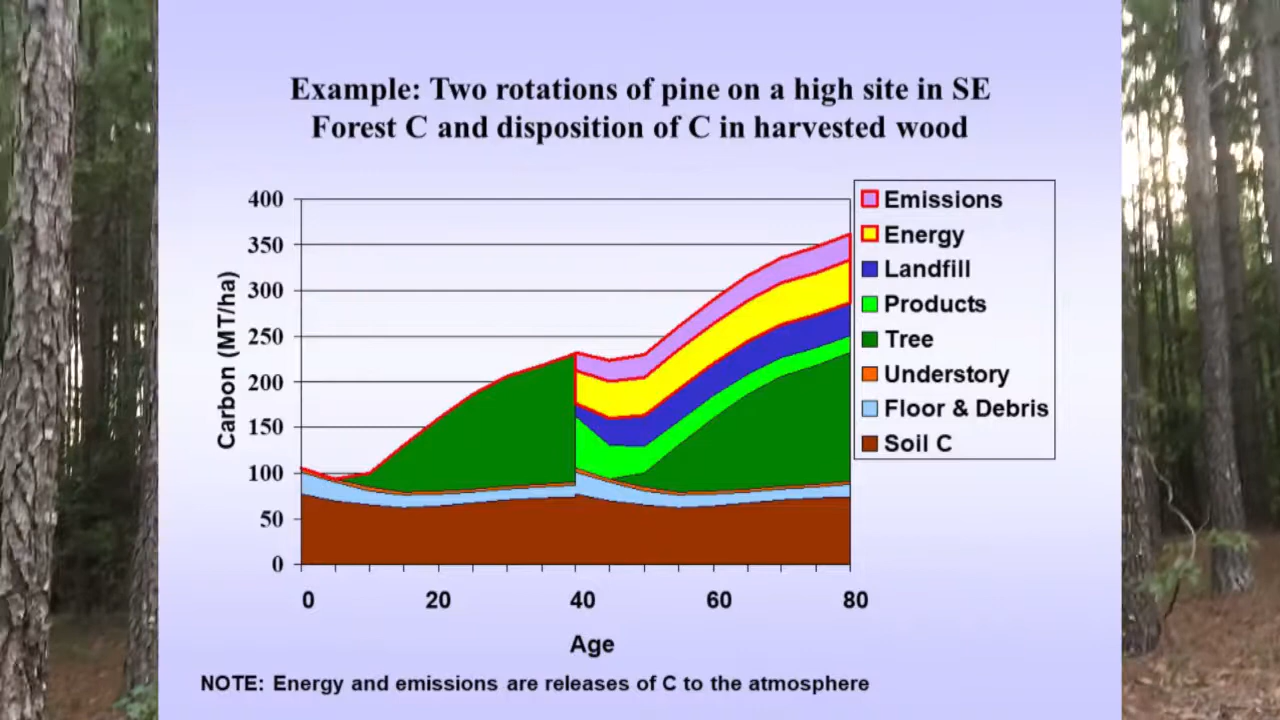 Example: Two rotations of pine on a high site in SE
Forest C and disposition of C in harvested wood
400
350
300
250
200
150
100
50
0
Carbon (MT/ha)
0 20 40 60 80
Age
Emissions
Energy
Landfill
Products
Tree
Understory
Floor & Debris
Soil C
NOTE: Energy and emissions are releases of C to the atmosphere